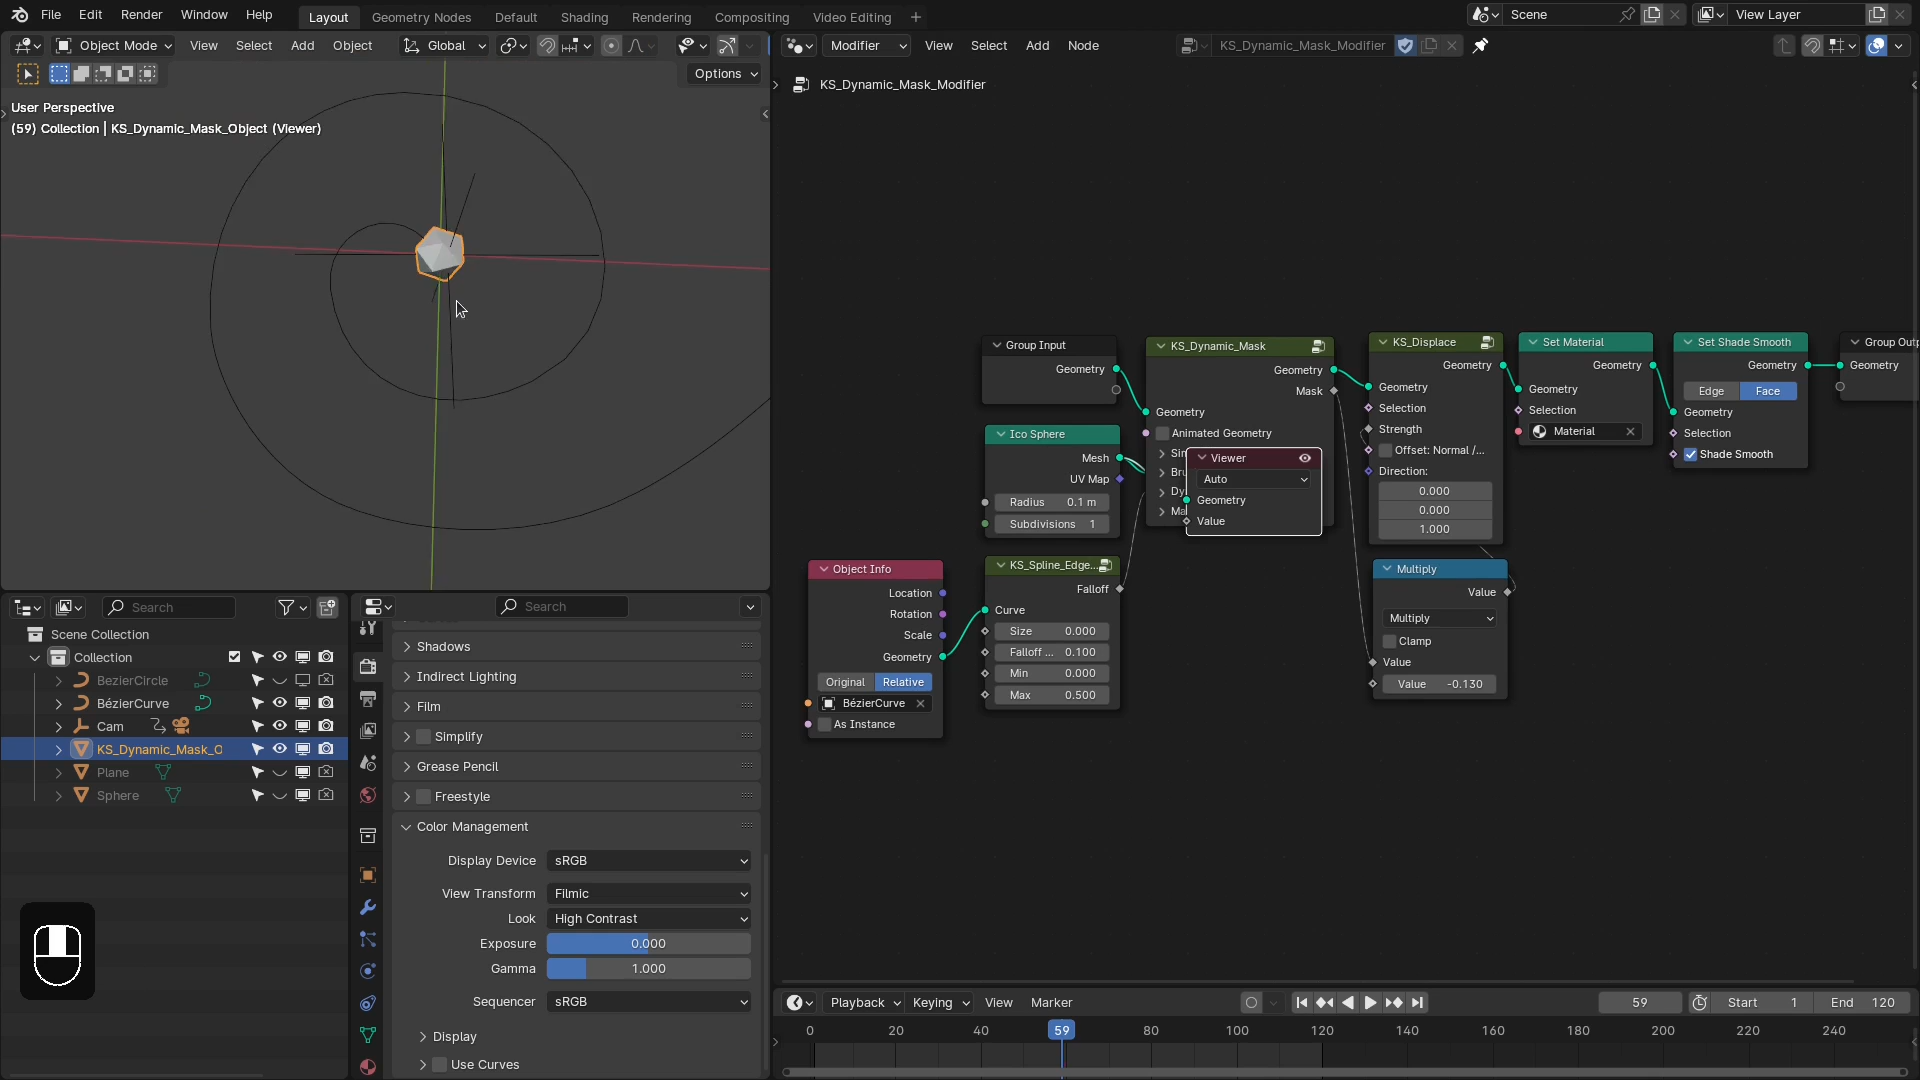 File Edit Render Window Help Layout Geometry Nodes Default Shading Rendering Compositing Video Editing + Scene View Layer
Object Mode View Select Add Object Global
Options
User Perspective
(59) Collection | KS_Dynamic_Mask_Object (Viewer)
Modifier View Select Add Node KS_Dynamic_Mask_Modifier
KS_Dynamic_Mask_Modifier
Group Input
Geometry
Ico Sphere
Mesh
UV Map
Radius 0.1 m
Subdivisions 1
Object Info
Location
Rotation
Scale
Geometry
Original Relative
BézierCurve
As Instance
KS_Spline_Edge...
Falloff
Curve
Size 0.000
Falloff ... 0.100
Min 0.000
Max 0.500
KS_Dynamic_Mask
Geometry
Mask
Geometry
Animated Geometry
Sin
Bru
Dy
Ma
Viewer
Auto
Geometry
Value
KS_Displace
Geometry
Geometry
Selection
Strength
Offset: Normal /...
Direction:
0.000
0.000
1.000
Multiply
Value
Multiply
Clamp
Value
Value -0.130
Set Material
Geometry
Geometry
Selection
Material
Set Shade Smooth
Geometry
Edge Face
Geometry
Selection
Shade Smooth
Group Outp
Geometry
Search
Scene Collection
Collection
BezierCircle
BézierCurve
Cam
KS_Dynamic_Mask_O
Plane
Sphere
Search
Shadows
Indirect Lighting
Film
Simplify
Grease Pencil
Freestyle
Color Management
Display Device sRGB
View Transform Filmic
Look High Contrast
Exposure 0.000
Gamma 1.000
Sequencer sRGB
Display
Use Curves
Playback Keying View Marker 59 Start 1 End 120
0 20 40 59 80 100 120 140 160 180 200 220 240